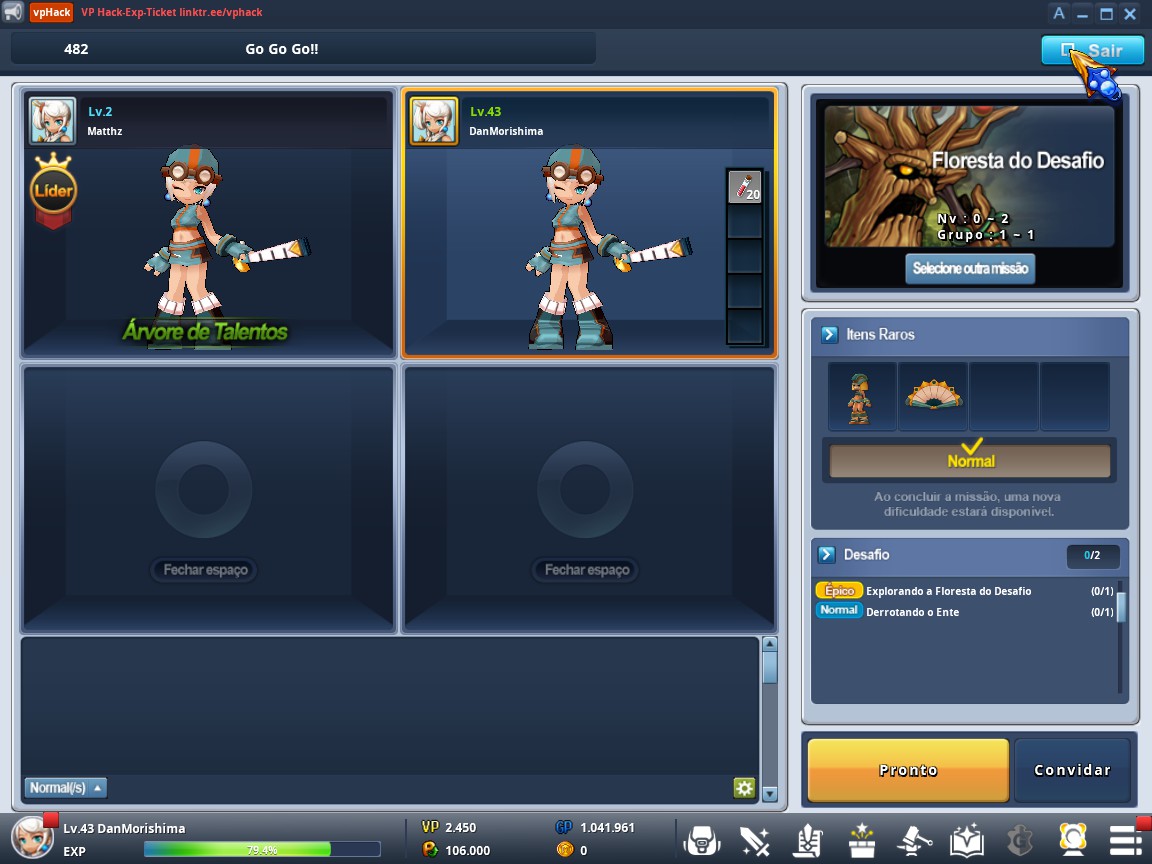 vpHack VP Hack-Exp-Ticket linktr.ee/vphack
A
482 Go Go Go!!
Sair
Lv.2
Matthz
Líder
Árvore de Talentos
Lv.43
DanMorishima
20
Fechar espaço
Fechar espaço
Normal(/s)
Floresta do Desafio
Nv : 0 ~ 2
Grupo : 1 ~ 1
Selecione outra missão
Itens Raros
Normal
Ao concluir a missão, uma nova
dificuldade estará disponível.
Desafio 0/2
Épico Explorando a Floresta do Desafio (0/1)
Normal Derrotando o Ente (0/1)
Pronto
Convidar
Lv.43 DanMorishima
EXP 79.4%
VP 2.450
GP 1.041.961
106.000
0